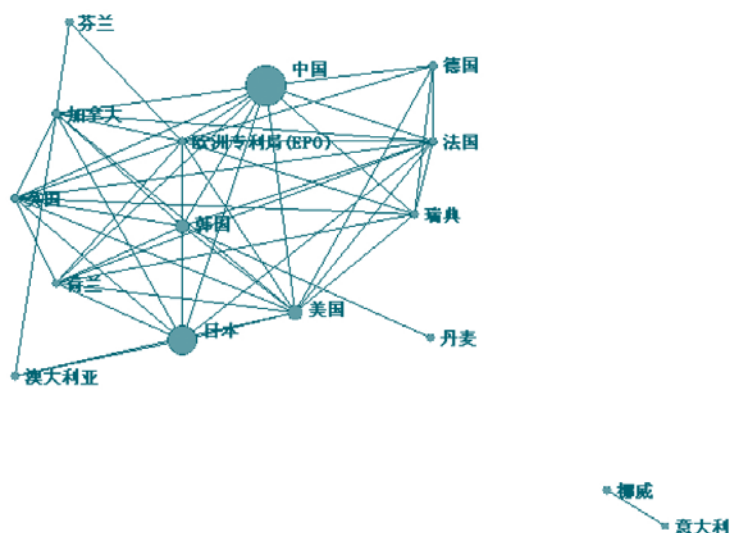 芬兰
中国
德国
加拿大
欧洲专利局(EPO)
法国
英国
瑞典
韩国
荷兰
美国
日本
丹麦
澳大利亚
挪威
意大利